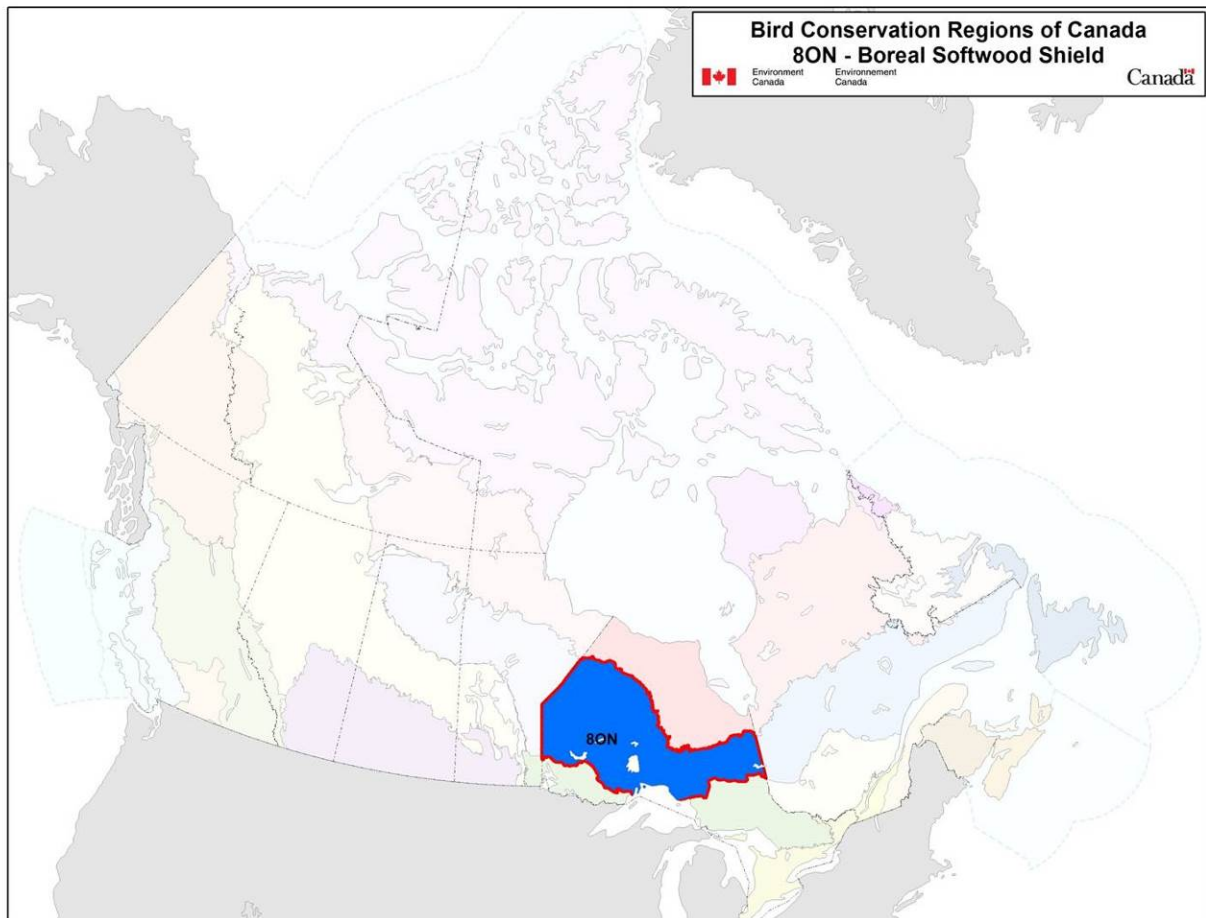 Bird Conservation Regions of Canada
8ON - Boreal Softwood Shield
Environment Environnement
Canada Canada
Canada
8ON